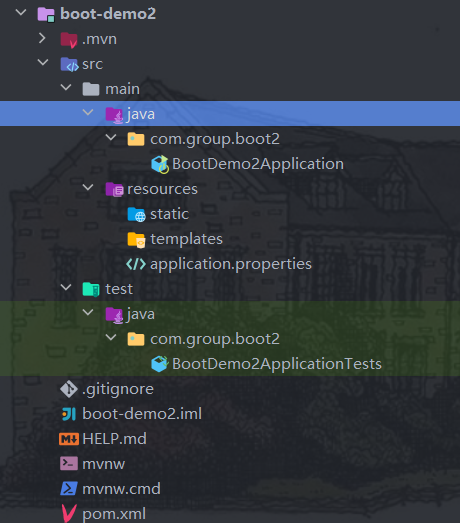 boot-demo2
.mvn
src
main
java
com.group.boot2
BootDemo2Application
resources
static
templates
application.properties
test
java
com.group.boot2
BootDemo2ApplicationTests
.gitignore
boot-demo2.iml
HELP.md
mvnw
mvnw.cmd
pom.xml